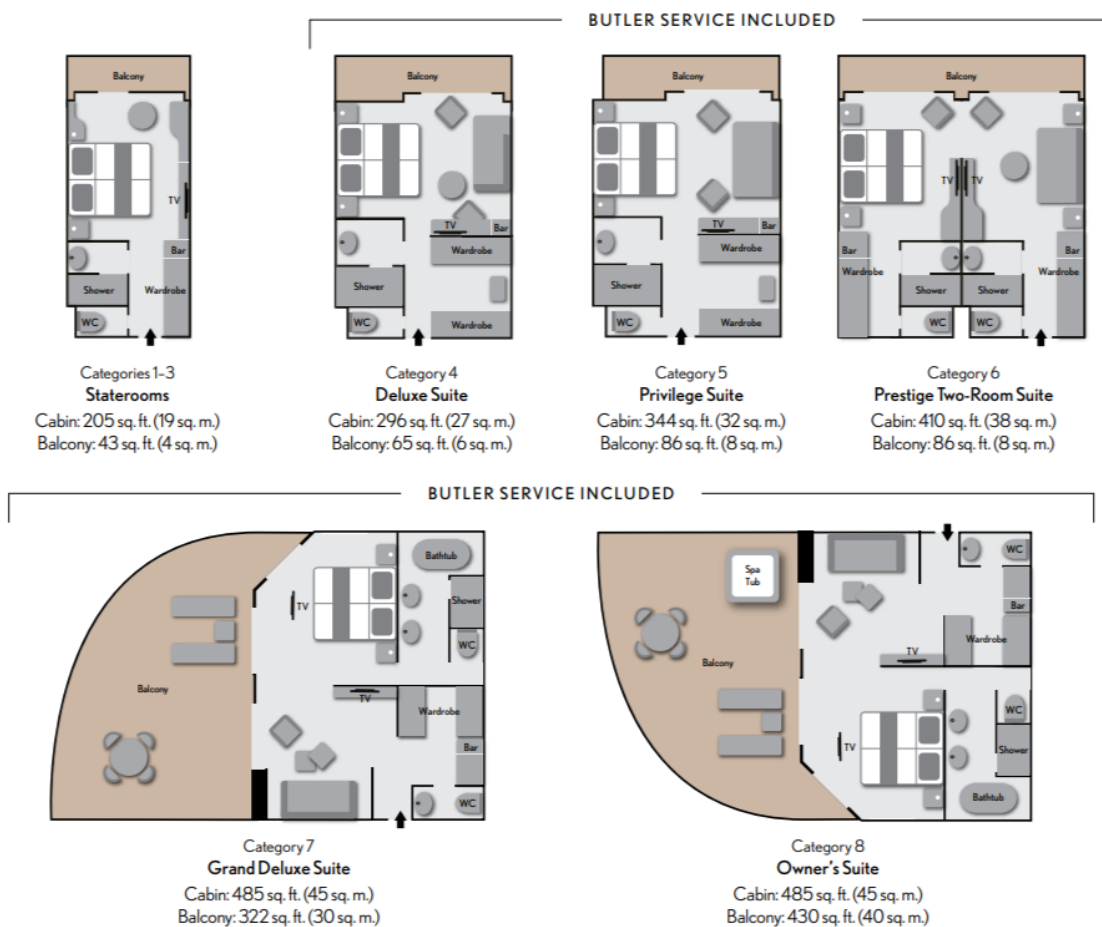 BUTLER SERVICE INCLUDED
Balcony
TV
Bar
Shower
Wardrobe
WC
Categories 1-3
Staterooms
Cabin: 205 sq. ft. (19 sq. m.)
Balcony: 43 sq. ft. (4 sq. m.)
Balcony
TV
Bar
Wardrobe
Shower
Wardrobe
WC
Category 4
Deluxe Suite
Cabin: 296 sq. ft. (27 sq. m.)
Balcony: 65 sq. ft. (6 sq. m.)
Balcony
TV
Bar
Wardrobe
Shower
Wardrobe
WC
Category 5
Privilege Suite
Cabin: 344 sq. ft. (32 sq. m.)
Balcony: 86 sq. ft. (8 sq. m.)
Balcony
TV
TV
Bar
Bar
Wardrobe
Wardrobe
Shower
Shower
WC
WC
Category 6
Prestige Two-Room Suite
Cabin: 410 sq. ft. (38 sq. m.)
Balcony: 86 sq. ft. (8 sq. m.)
BUTLER SERVICE INCLUDED
Bathtub
TV
Shower
WC
Balcony
TV
Wardrobe
Bar
WC
Category 7
Grand Deluxe Suite
Cabin: 485 sq. ft. (45 sq. m.)
Balcony: 322 sq. ft. (30 sq. m.)
WC
Spa
Tub
Bar
Wardrobe
TV
Balcony
WC
TV
Shower
Bathtub
Category 8
Owner's Suite
Cabin: 485 sq. ft. (45 sq. m.)
Balcony: 430 sq. ft. (40 sq. m.)